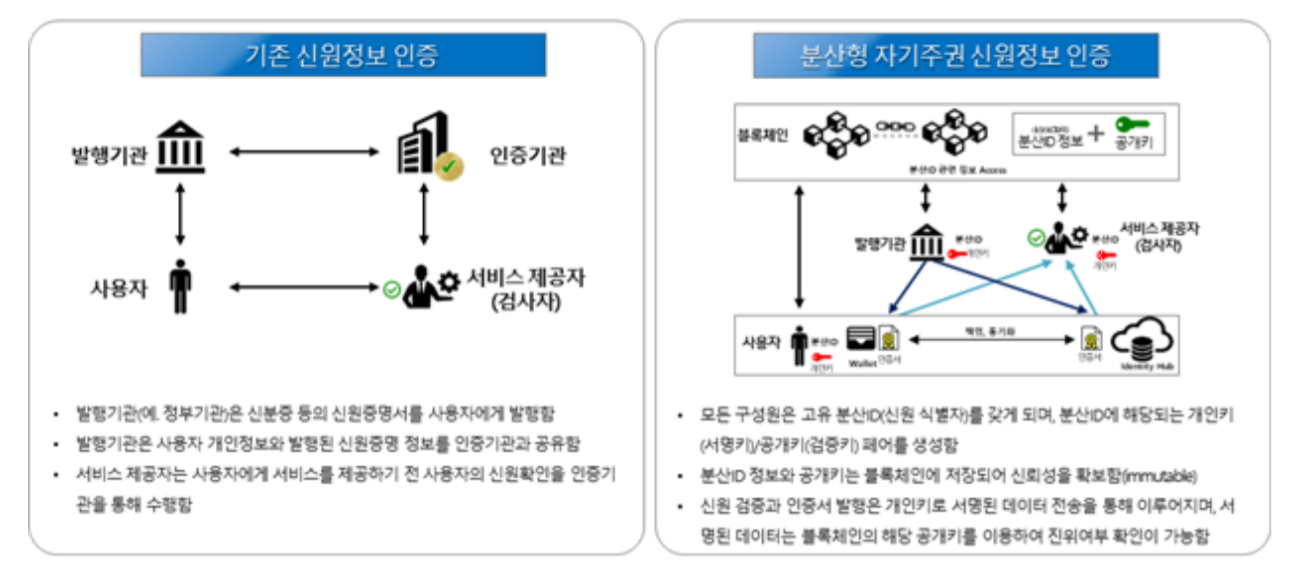 기존 신원정보 인증
발행기관
인증기관
사용자
서비스 제공자
(검사자)
• 발행기관(예. 정부기관)은 신분증 등의 신원증명서를 사용자에게 발행함
• 발행기관은 사용자 개인정보와 발행된 신원증명 정보를 인증기관과 공유함
• 서비스 제공자는 사용자에게 서비스를 제공하기 전 사용자의 신원확인을 인증기
관을 통해 수행함
분산형 자기주권 신원정보 인증
블록체인
분산ID 정보
+
공개키
분산ID 관련 정보 Access
발행기관
분산ID
개인키
서비스 제공자
(검사자)
분산ID
개인키
사용자
분산ID
개인키
Wallet
인증서
백업, 동기화
인증서
Identity Hub
• 모든 구성원은 고유 분산ID(신원 식별자)를 갖게 되며, 분산ID에 해당되는 개인키
(서명키)/공개키(검증키) 페어를 생성함
• 분산ID 정보와 공개키는 블록체인에 저장되어 신뢰성을 확보함(immutable)
• 신원 검증과 인증서 발행은 개인키로 서명된 데이터 전송을 통해 이루어지며, 서
명된 데이터는 블록체인의 해당 공개키를 이용하여 진위여부 확인이 가능함